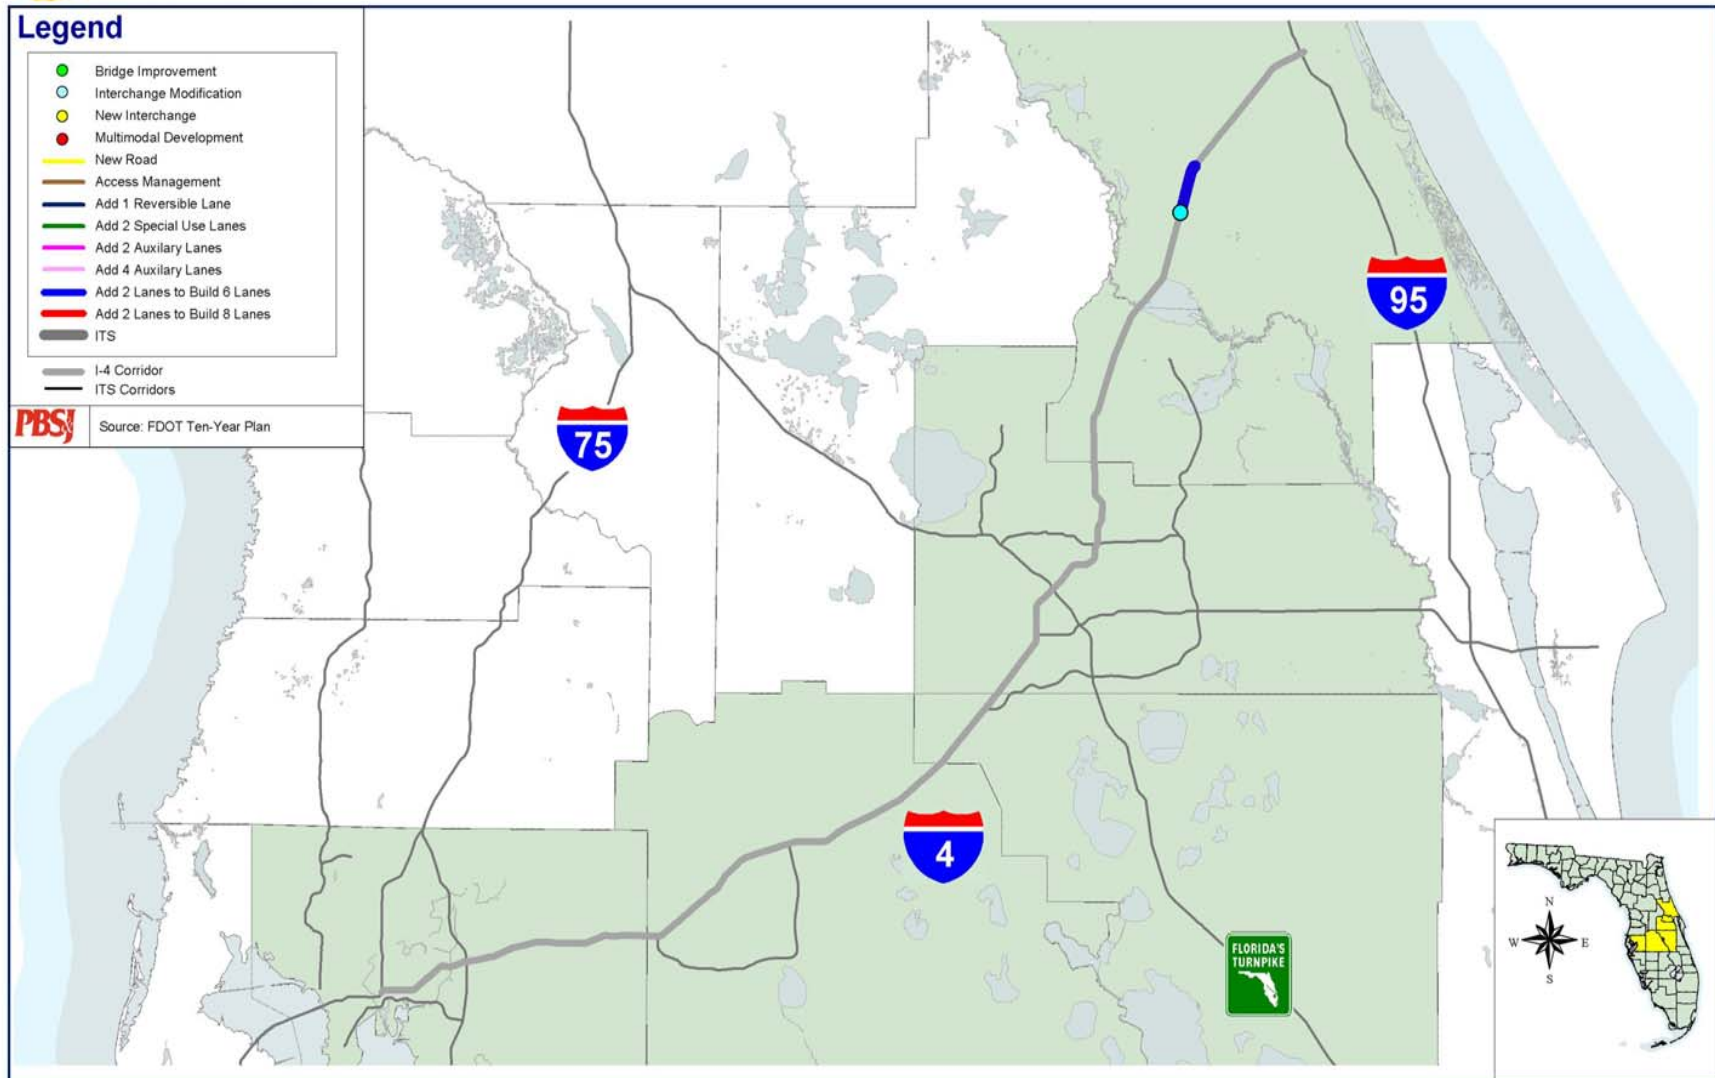 Legend
Bridge Improvement
Interchange Modification
New Interchange
Multimodal Development
New Road
Access Management
Add 1 Reversible Lane
Add 2 Special Use Lanes
Add 2 Auxilary Lanes
Add 4 Auxilary Lanes
Add 2 Lanes to Build 6 Lanes
Add 2 Lanes to Build 8 Lanes
ITS
I-4 Corridor
ITS Corridors
PBSJ
Source: FDOT Ten-Year Plan
95
75
4
FLORIDA'S
TURNPIKE
N
W E
S